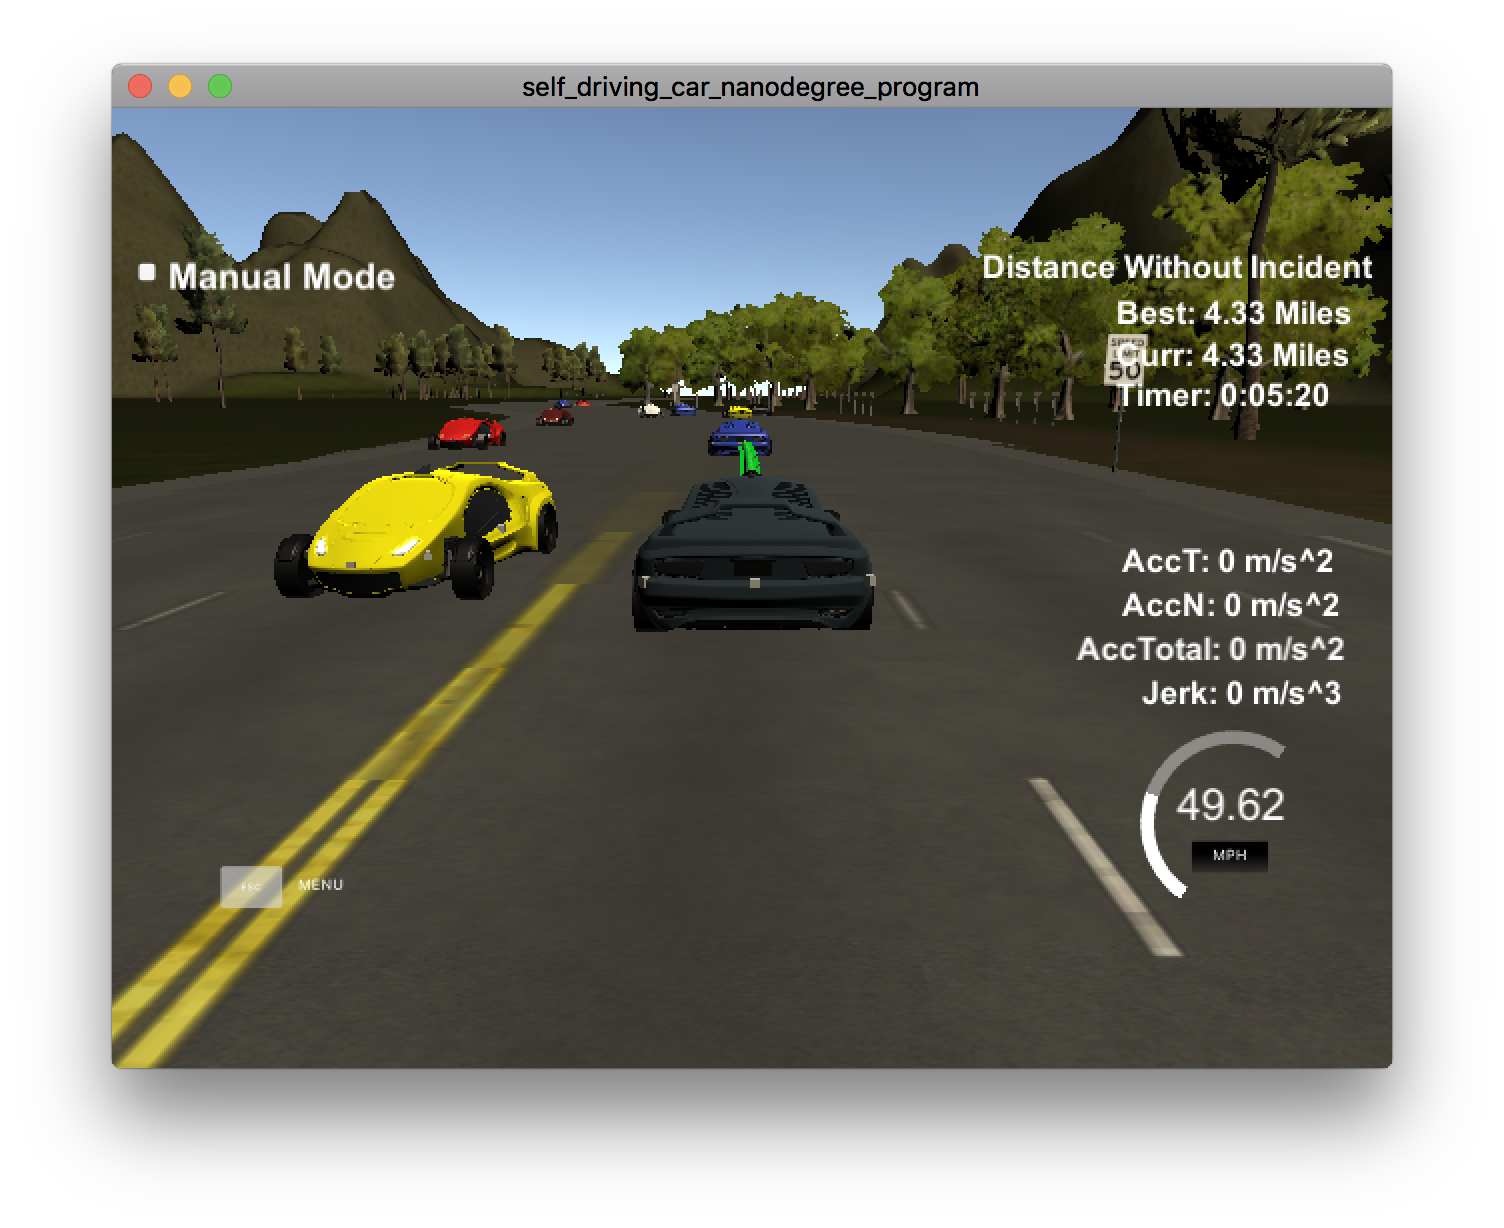 self_driving_car_nanodegree_program
Manual Mode
Distance Without Incident
Best: 4.33 Miles
SPEED
50
Curr: 4.33 Miles
Timer: 0:05:20
AccT: 0 m/s^2
AccN: 0 m/s^2
AccTotal: 0 m/s^2
Jerk: 0 m/s^3
49.62
MPH
ESC MENU